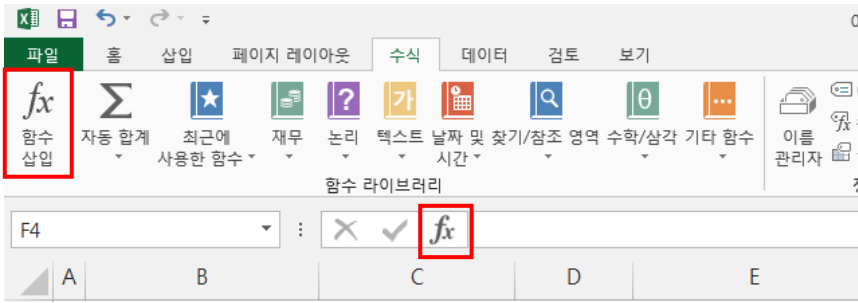 파일 홈 삽입 페이지 레이아웃 수식 데이터 검토 보기
fx Σ ? 가 θ ...
함수 자동 합계 최근에 재무 논리 텍스트 날짜 및 찾기/참조 영역 수학/삼각 기타 함수 이름
삽입 사용한 함수 시간 관리자
함수 라이브러리
F4 fx
A B C D E